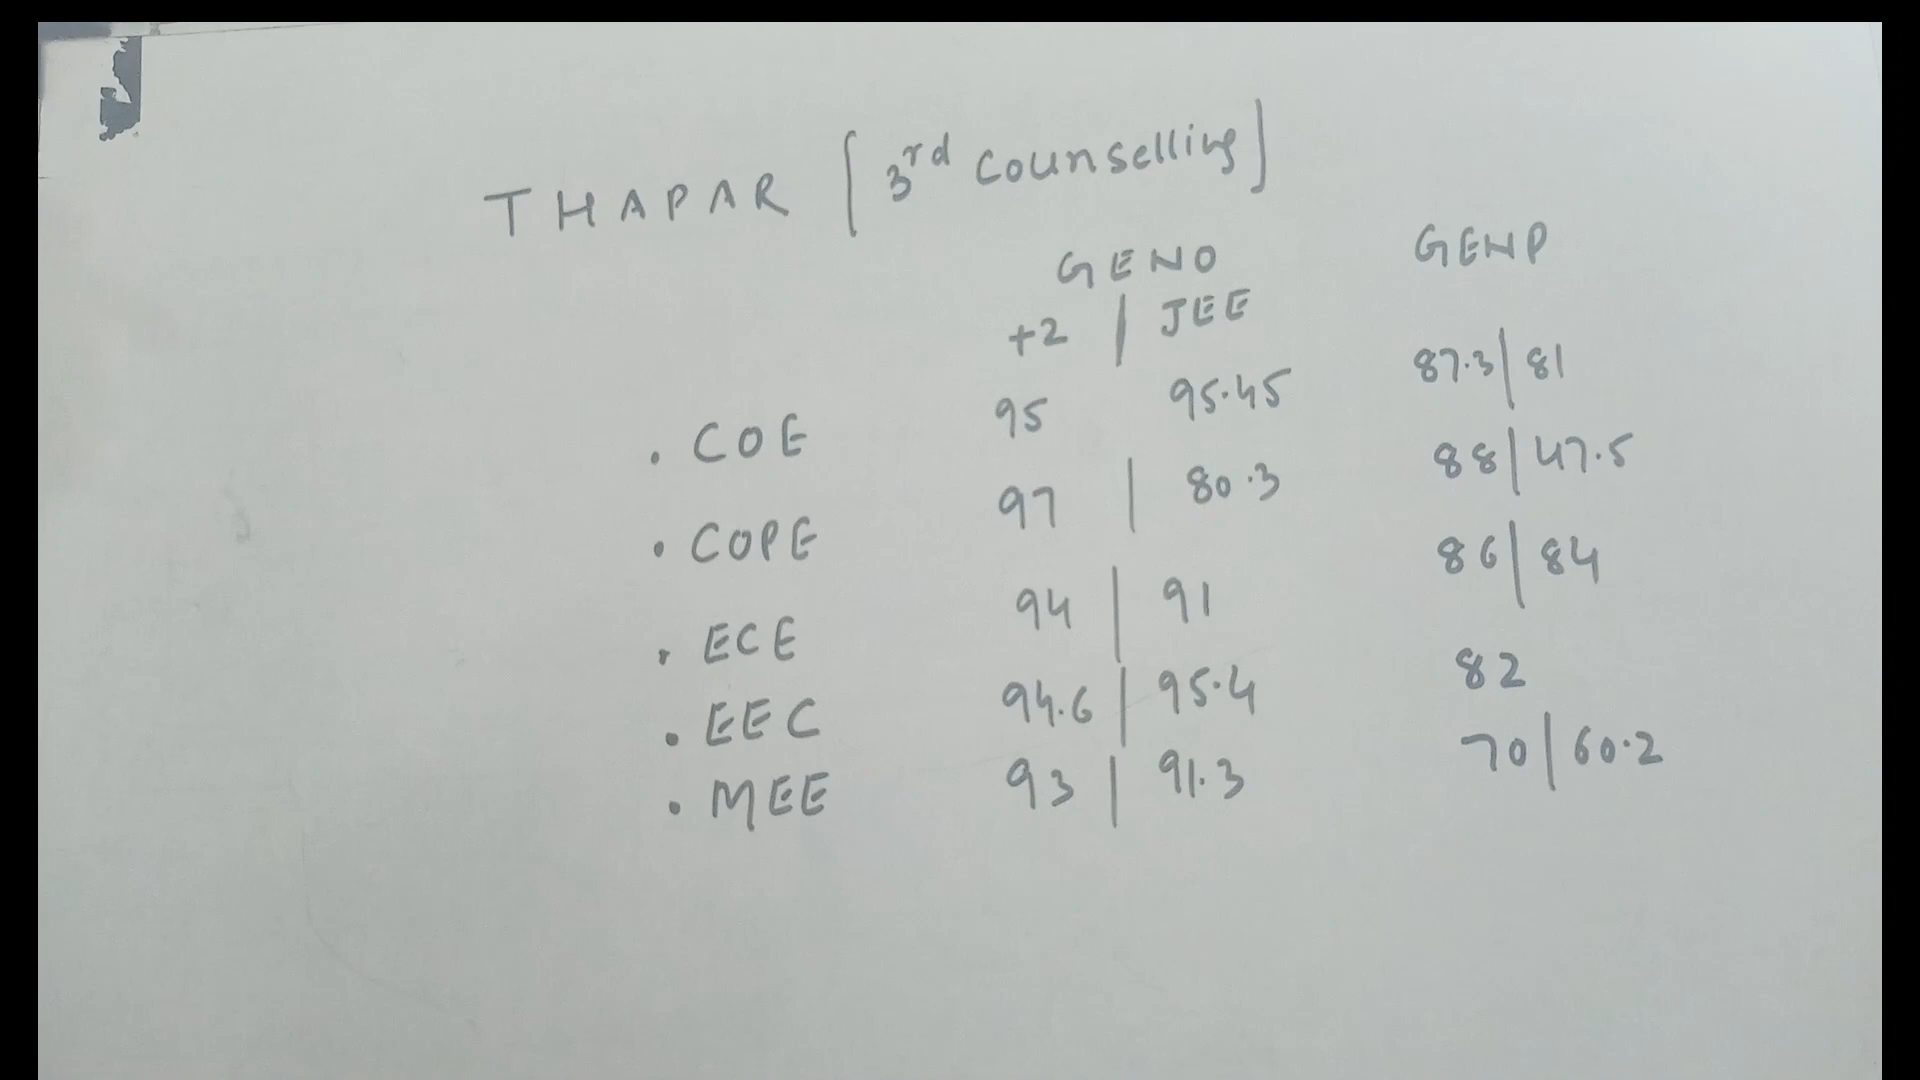 THAPAR [3rd counselling]
GENO GENP
+2 | JEE
COE 95 95.45 87.3 | 81
COPE 97 | 80.3 88 | 47.5
ECE 94 | 91 86 | 84
EEC 94.6 | 95.4 82
MEE 93 | 91.3 70 | 60.2